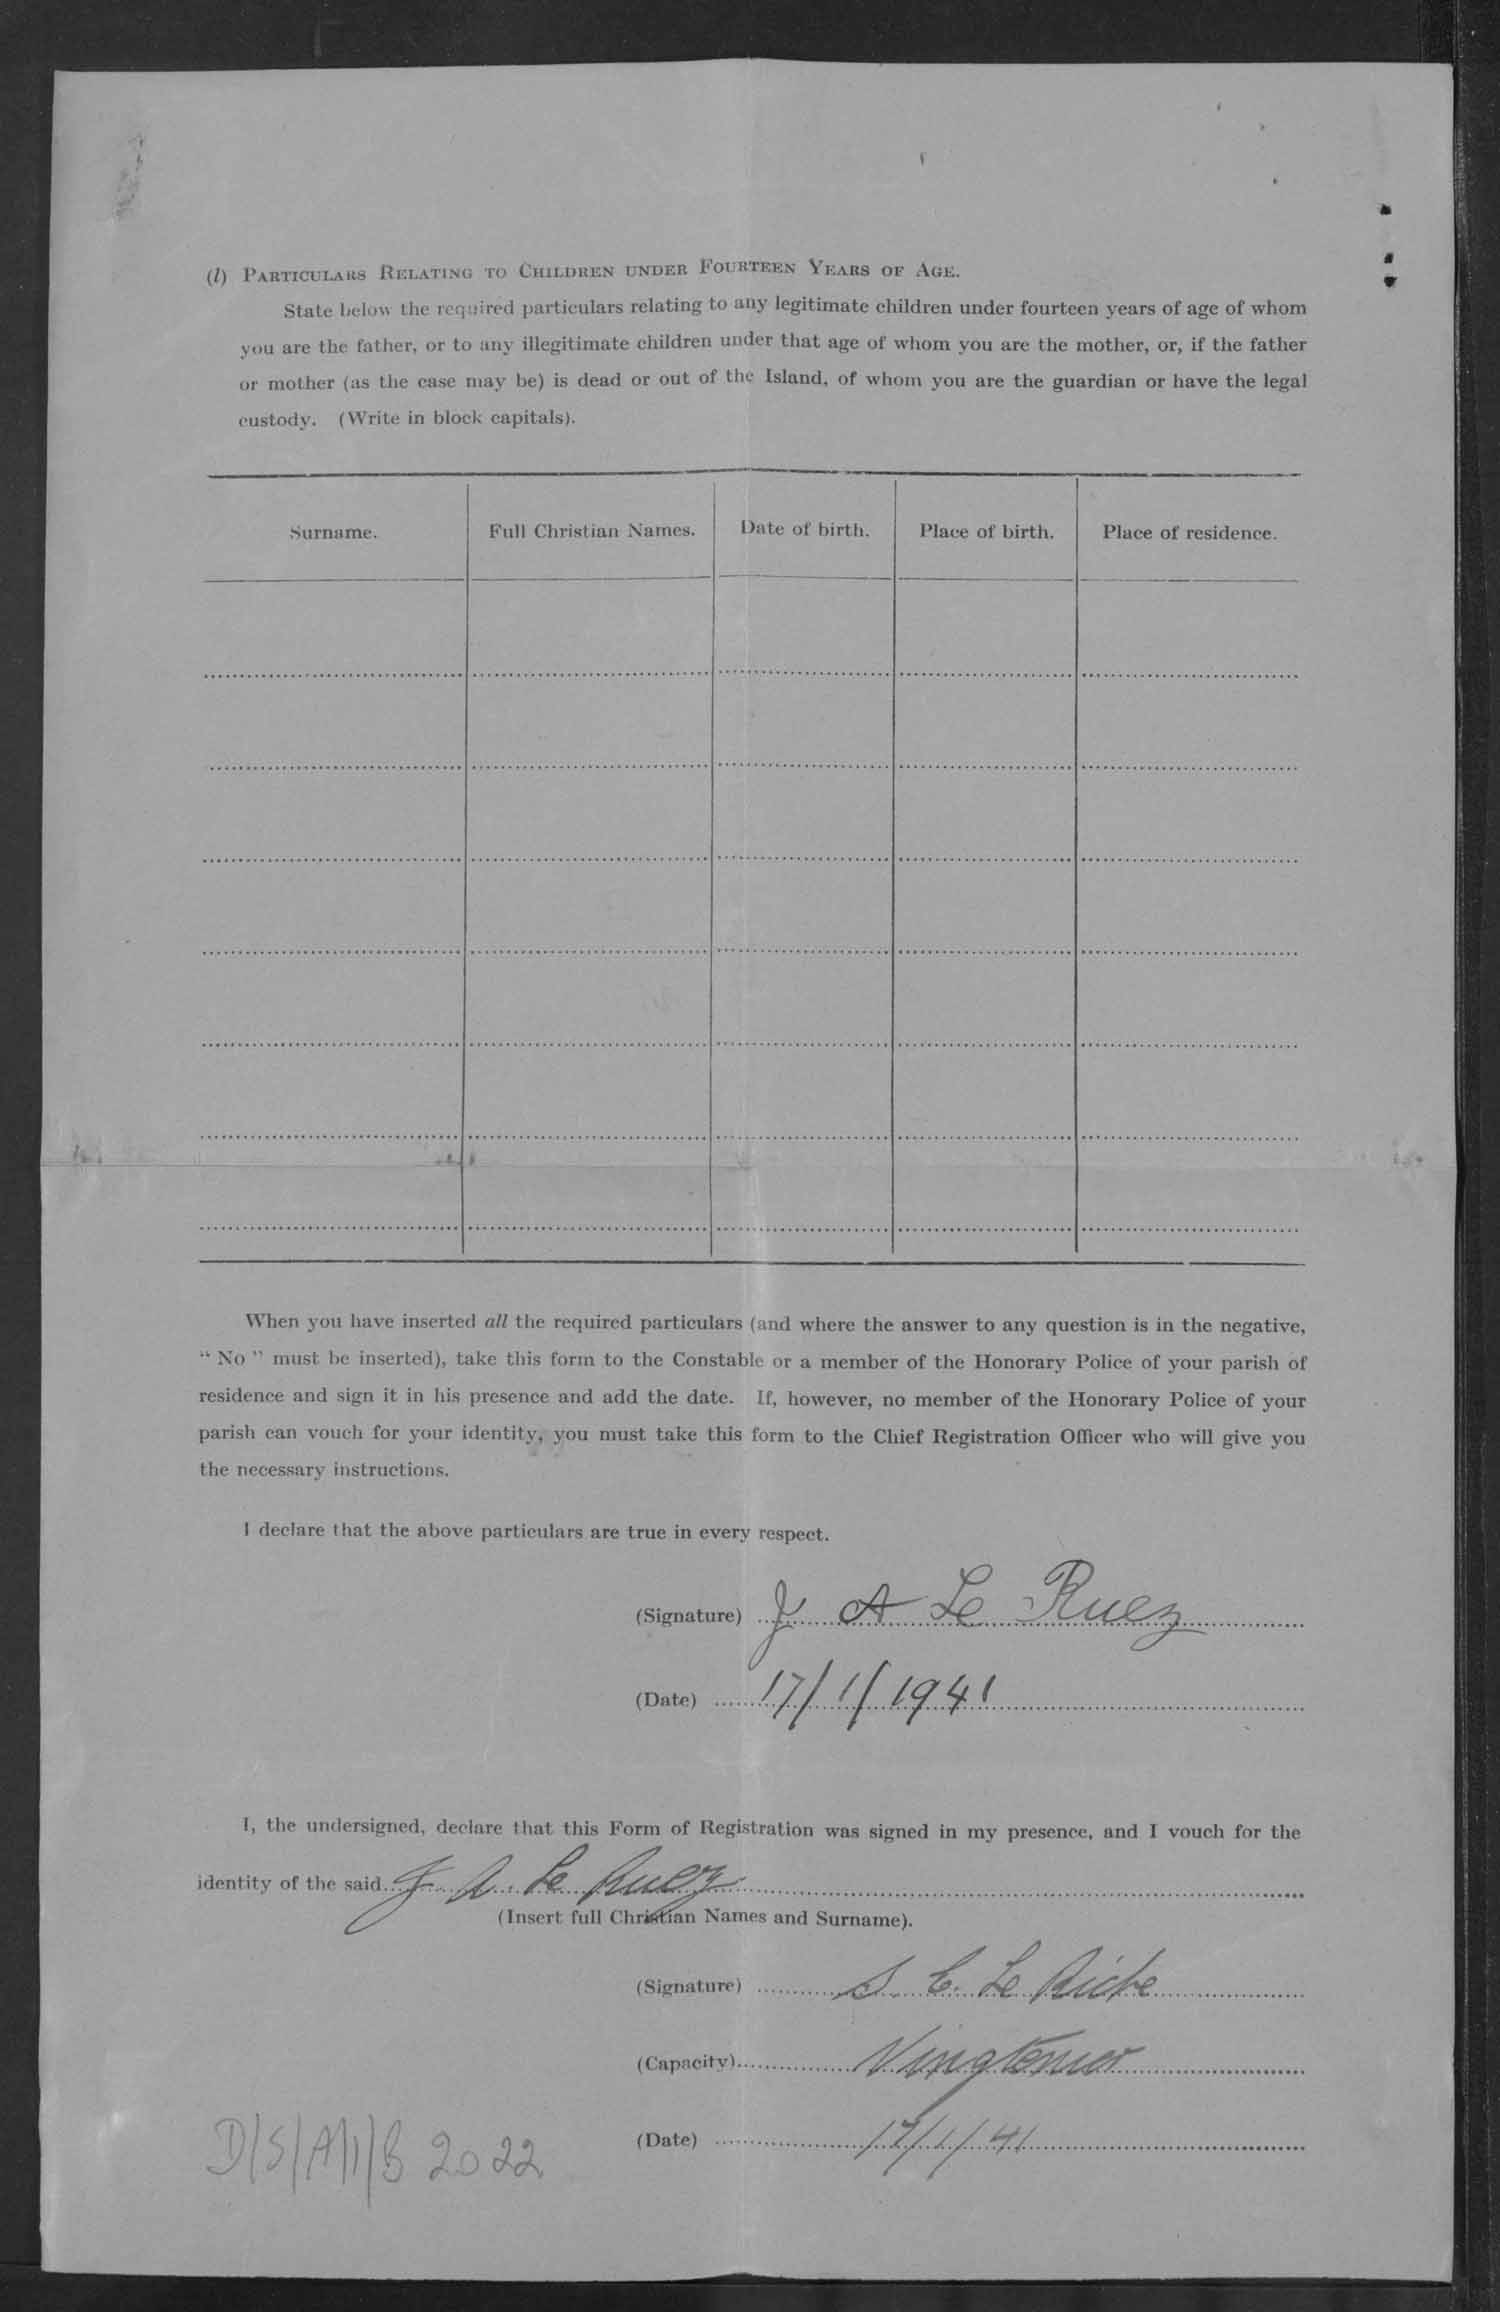 (l) PARTICULARS RELATING TO CHILDREN UNDER FOURTEEN YEARS OF AGE.
State below the required particulars relating to any legitimate children under fourteen years of age of whom
you are the father, or to any illegitimate children under that age of whom you are the mother, or, if the father
or mother (as the case may be) is dead or out of the Island, of whom you are the guardian or have the legal
custody. (Write in block capitals).
Surname. Full Christian Names. Date of birth. Place of birth. Place of residence.
When you have inserted all the required particulars (and where the answer to any question is in the negative,
“ No ” must be inserted), take this form to the Constable or a member of the Honorary Police of your parish of
residence and sign it in his presence and add the date. If, however, no member of the Honorary Police of your
parish can vouch for your identity, you must take this form to the Chief Registration Officer who will give you
the necessary instructions.
I declare that the above particulars are true in every respect.
(Signature) J A Le Ruez
(Date) 17/1/1941
I, the undersigned, declare that this Form of Registration was signed in my presence, and I vouch for the
identity of the said J. A. Le Ruez
(Insert full Christian Names and Surname).
(Signature) S. C. Le Riche
(Capacity) Vingtenier
(Date) 17/1/41
D/S/A/1/B 2022